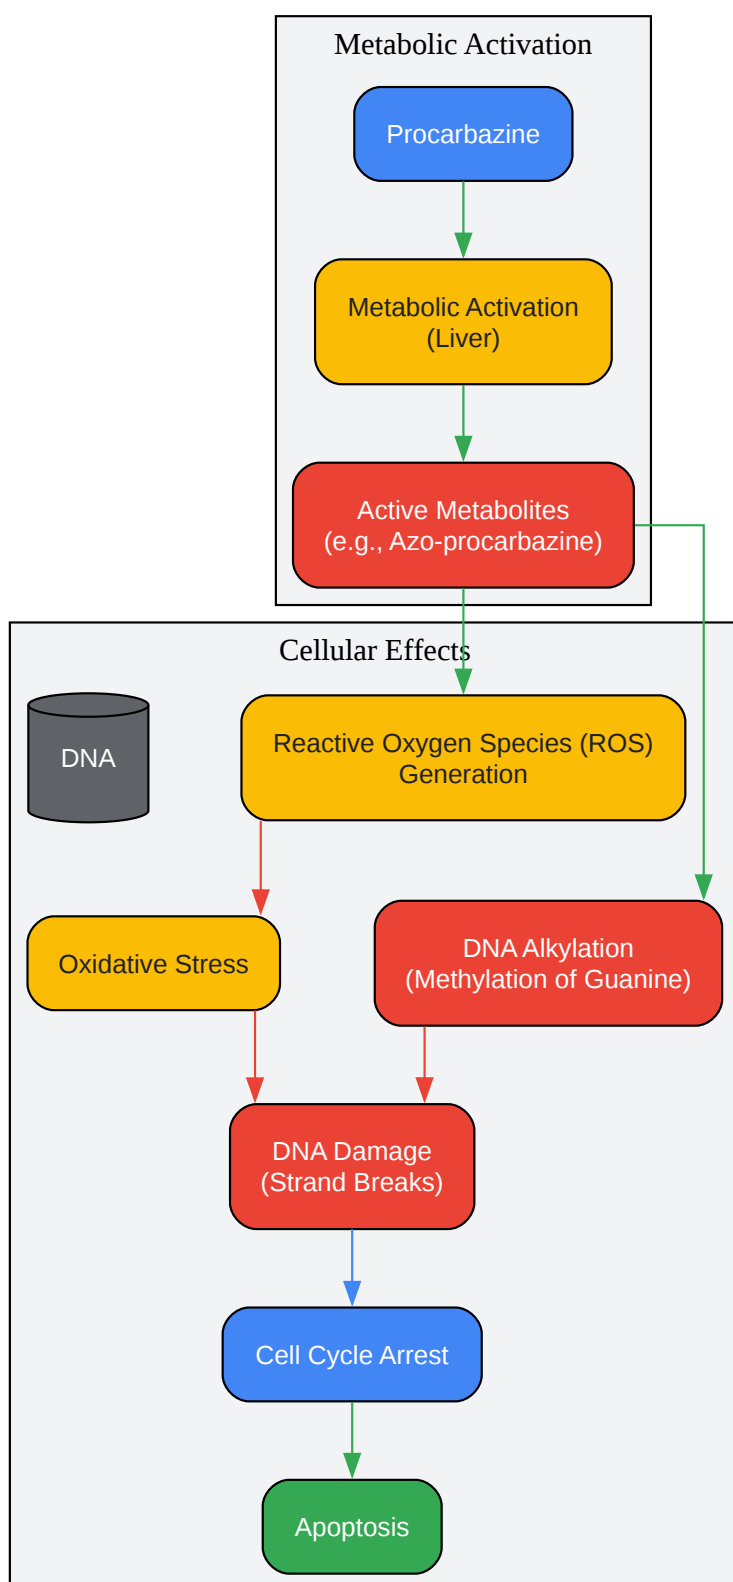 Metabolic Activation
Procarbazine
Metabolic Activation
(Liver)
Active Metabolites
(e.g., Azo-procarbazine)
Cellular Effects
DNA
Reactive Oxygen Species (ROS)
Generation
Oxidative Stress
DNA Alkylation
(Methylation of Guanine)
DNA Damage
(Strand Breaks)
Cell Cycle Arrest
Apoptosis